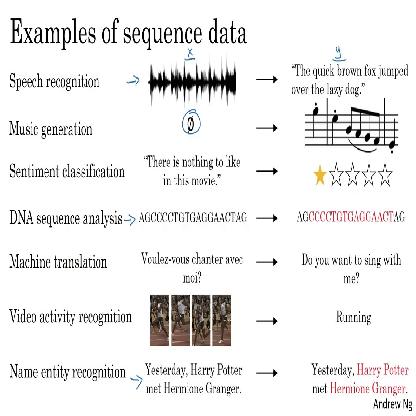 Examples of sequence data
x
y
Speech recognition
"The quick brown fox jumped
over the lazy dog."
Music generation
∅
Sentiment classification
"There is nothing to like
in this movie."
DNA sequence analysis
AGCCCCTGTGAGGAACTAG
AGCCCCTGTGAGGAACTAG
Machine translation
Voulez-vous chanter avec
moi?
Do you want to sing with
me?
Video activity recognition
Running
Name entity recognition
Yesterday, Harry Potter
met Hermione Granger.
Yesterday, Harry Potter
met Hermione Granger.
Andrew Ng